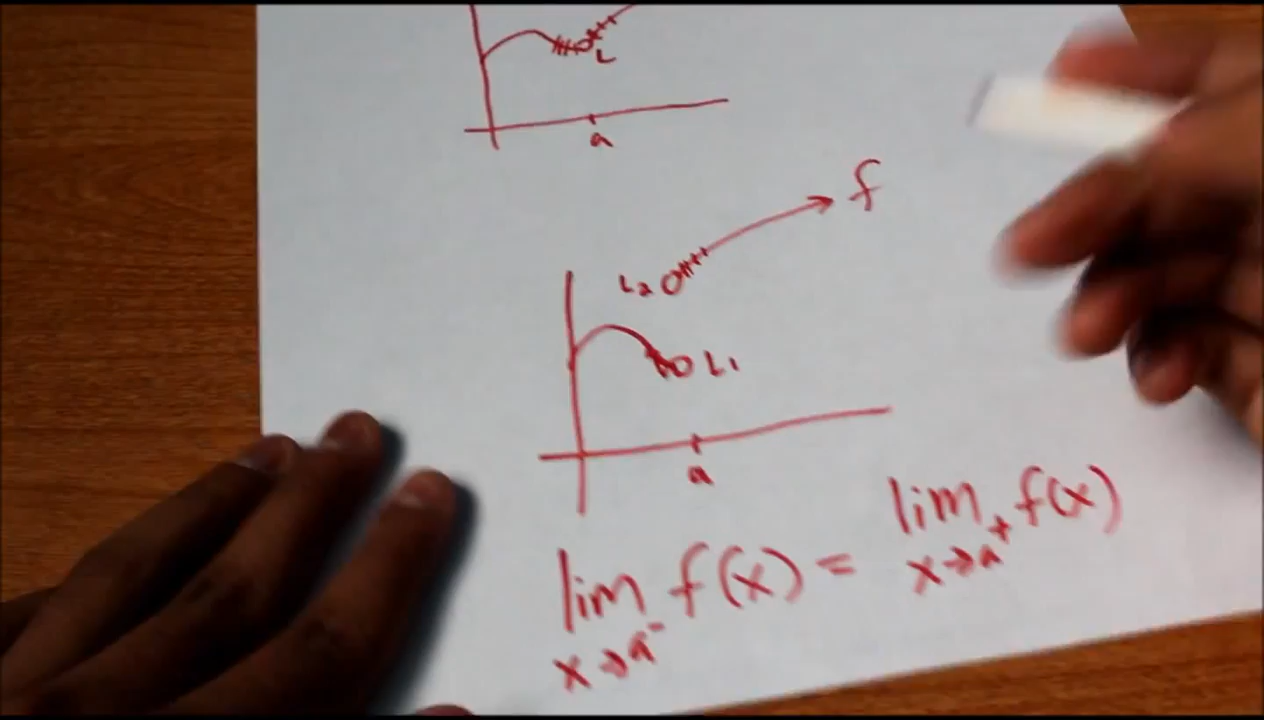 L
a
f
L2
L1
a
lim f(x) = lim f(x)
x→a⁻ x→a⁺